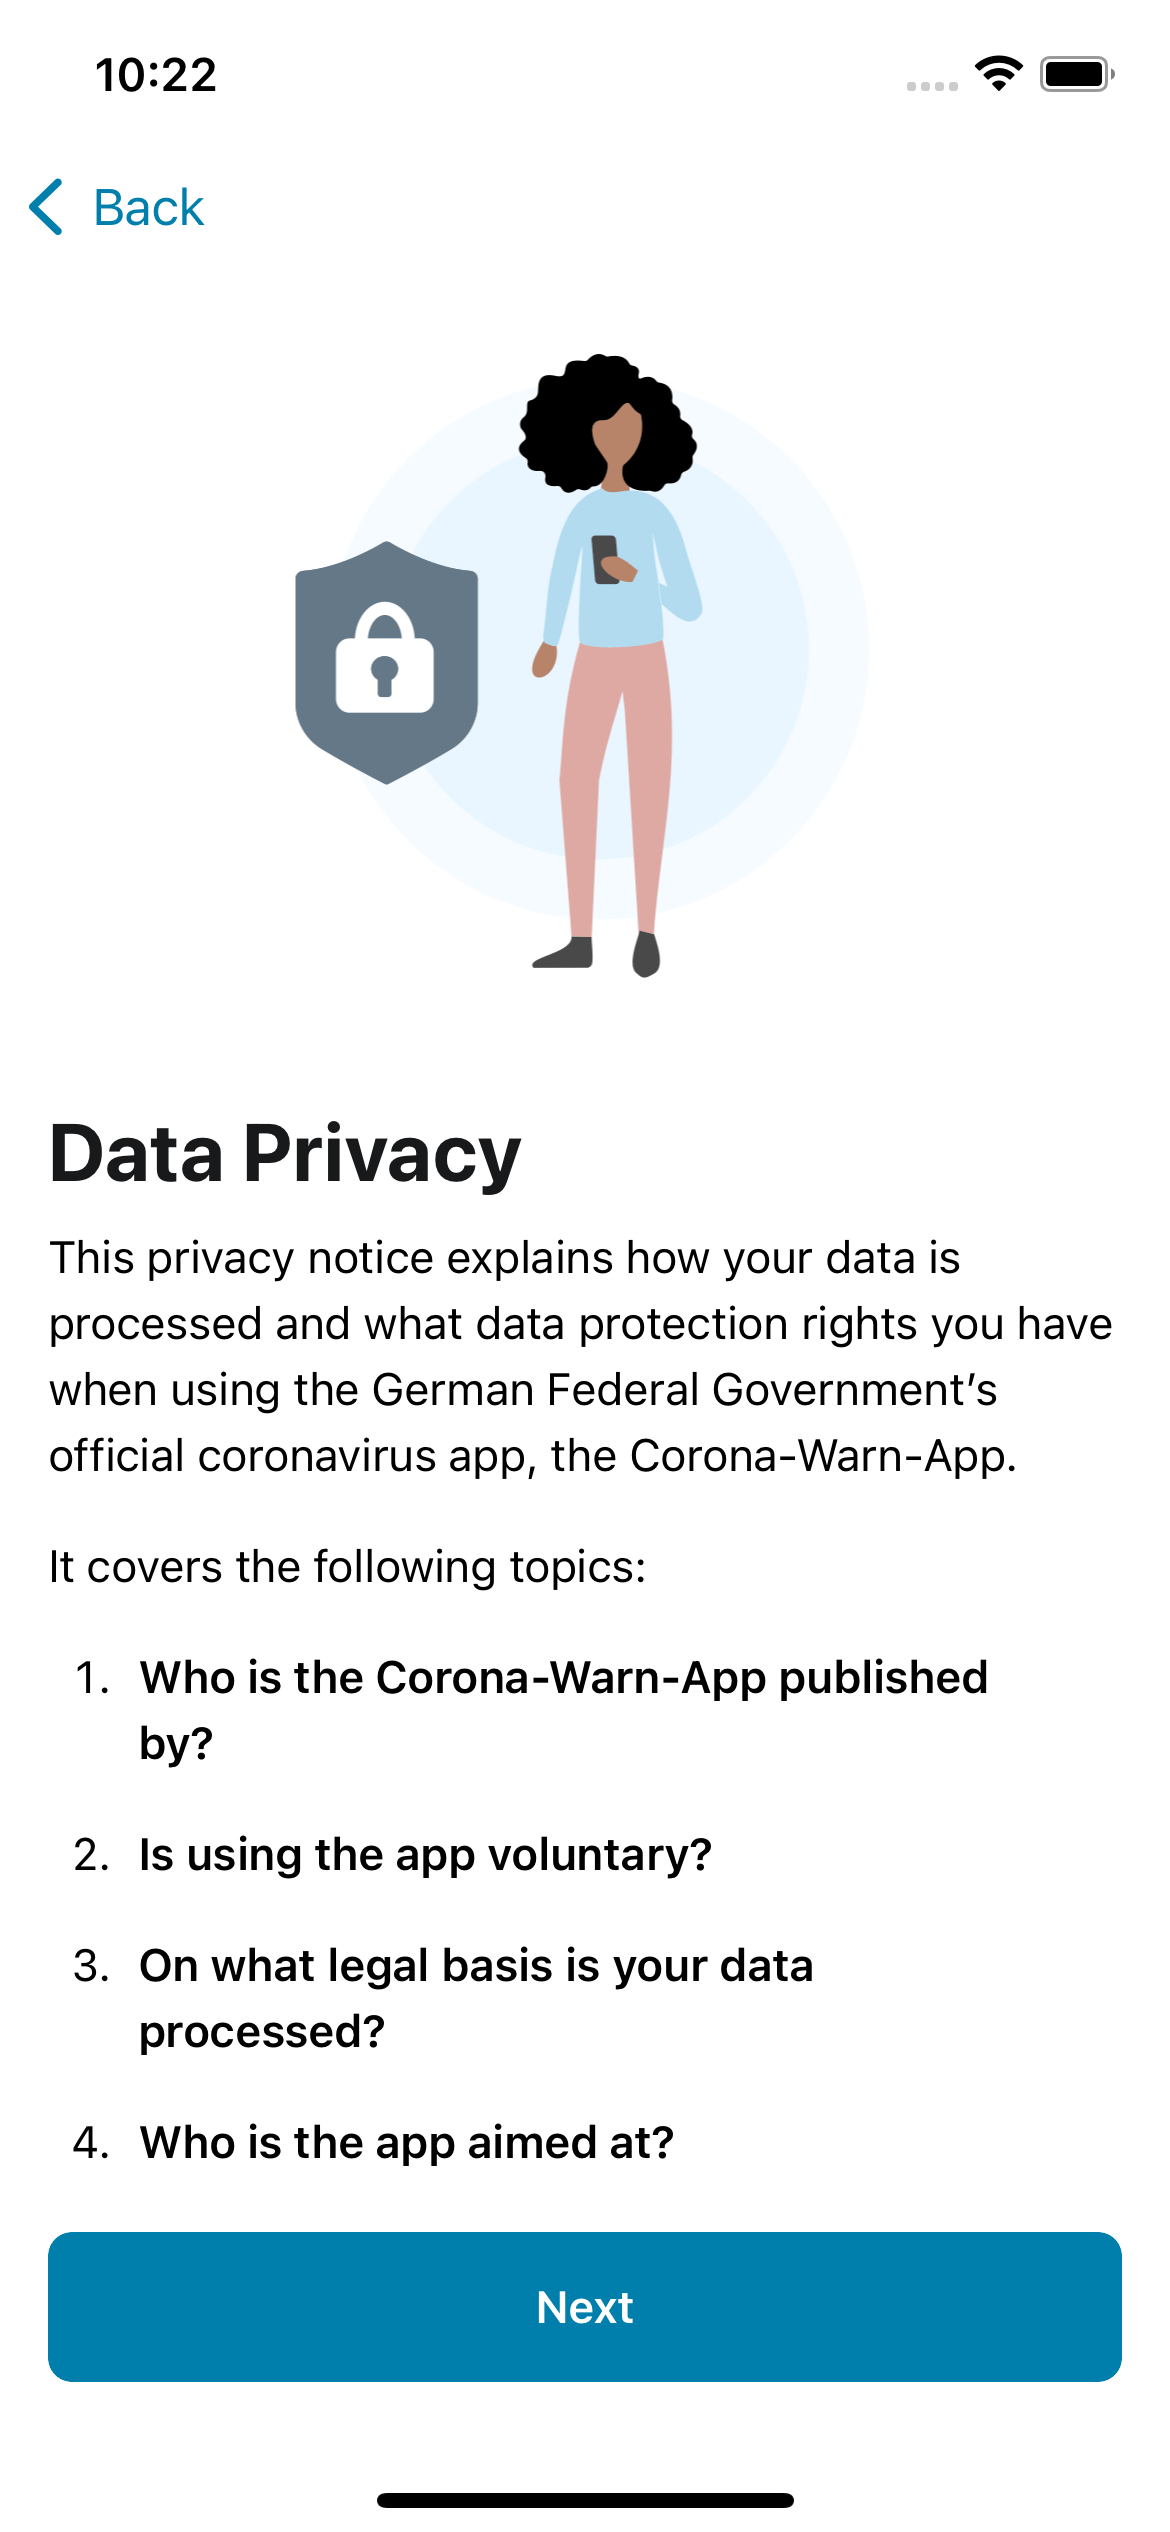 10:22
Back
Data Privacy
This privacy notice explains how your data is
processed and what data protection rights you have
when using the German Federal Government’s
official coronavirus app, the Corona-Warn-App.
It covers the following topics:
1. Who is the Corona-Warn-App published
by?
2. Is using the app voluntary?
3. On what legal basis is your data
processed?
4. Who is the app aimed at?
Next